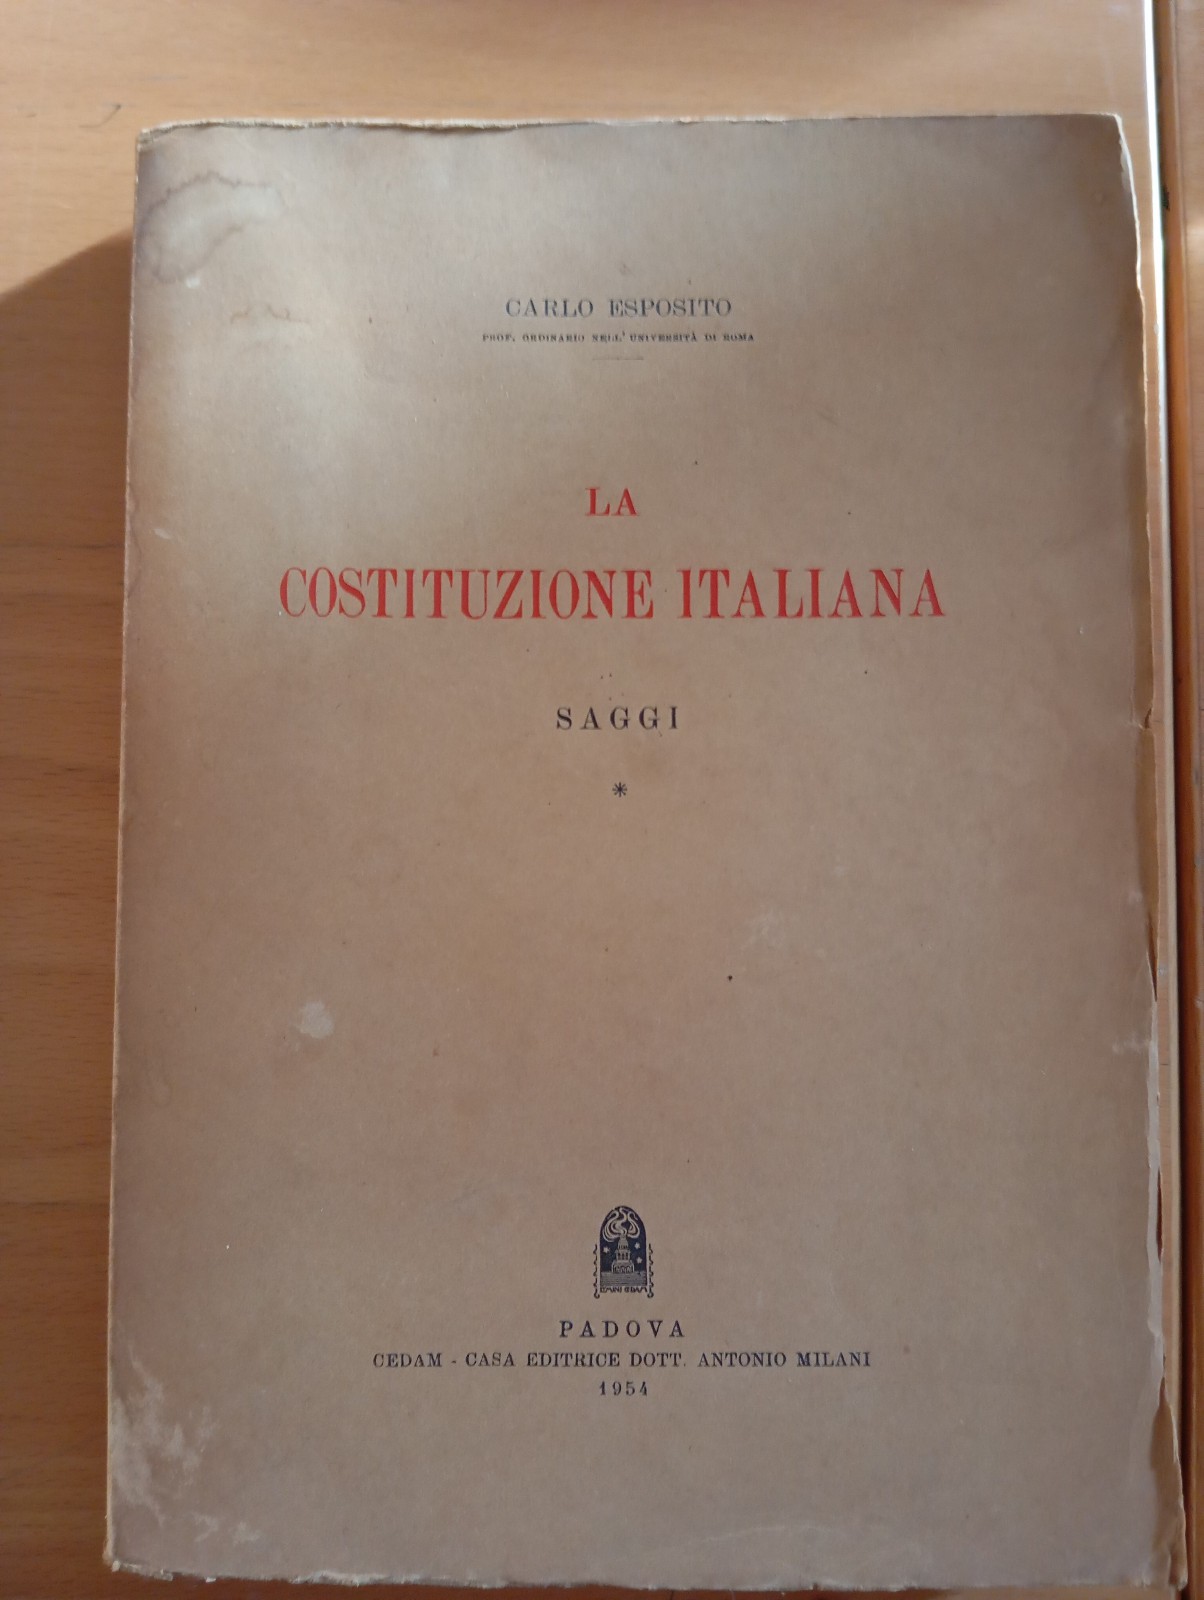 CARLO ESPOSITO
PROF. ORDINARIO NELL'UNIVERSITÀ DI ROMA
LA
COSTITUZIONE ITALIANA
SAGGI
*
PADOVA
CEDAM - CASA EDITRICE DOTT. ANTONIO MILANI
1954